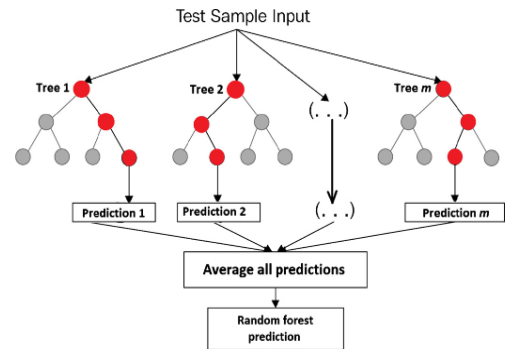 Test Sample Input
Tree 1
Tree 2
(. . .)
Tree m
Prediction 1
Prediction 2
(. . .)
Prediction m
Average all predictions
Random forest
prediction